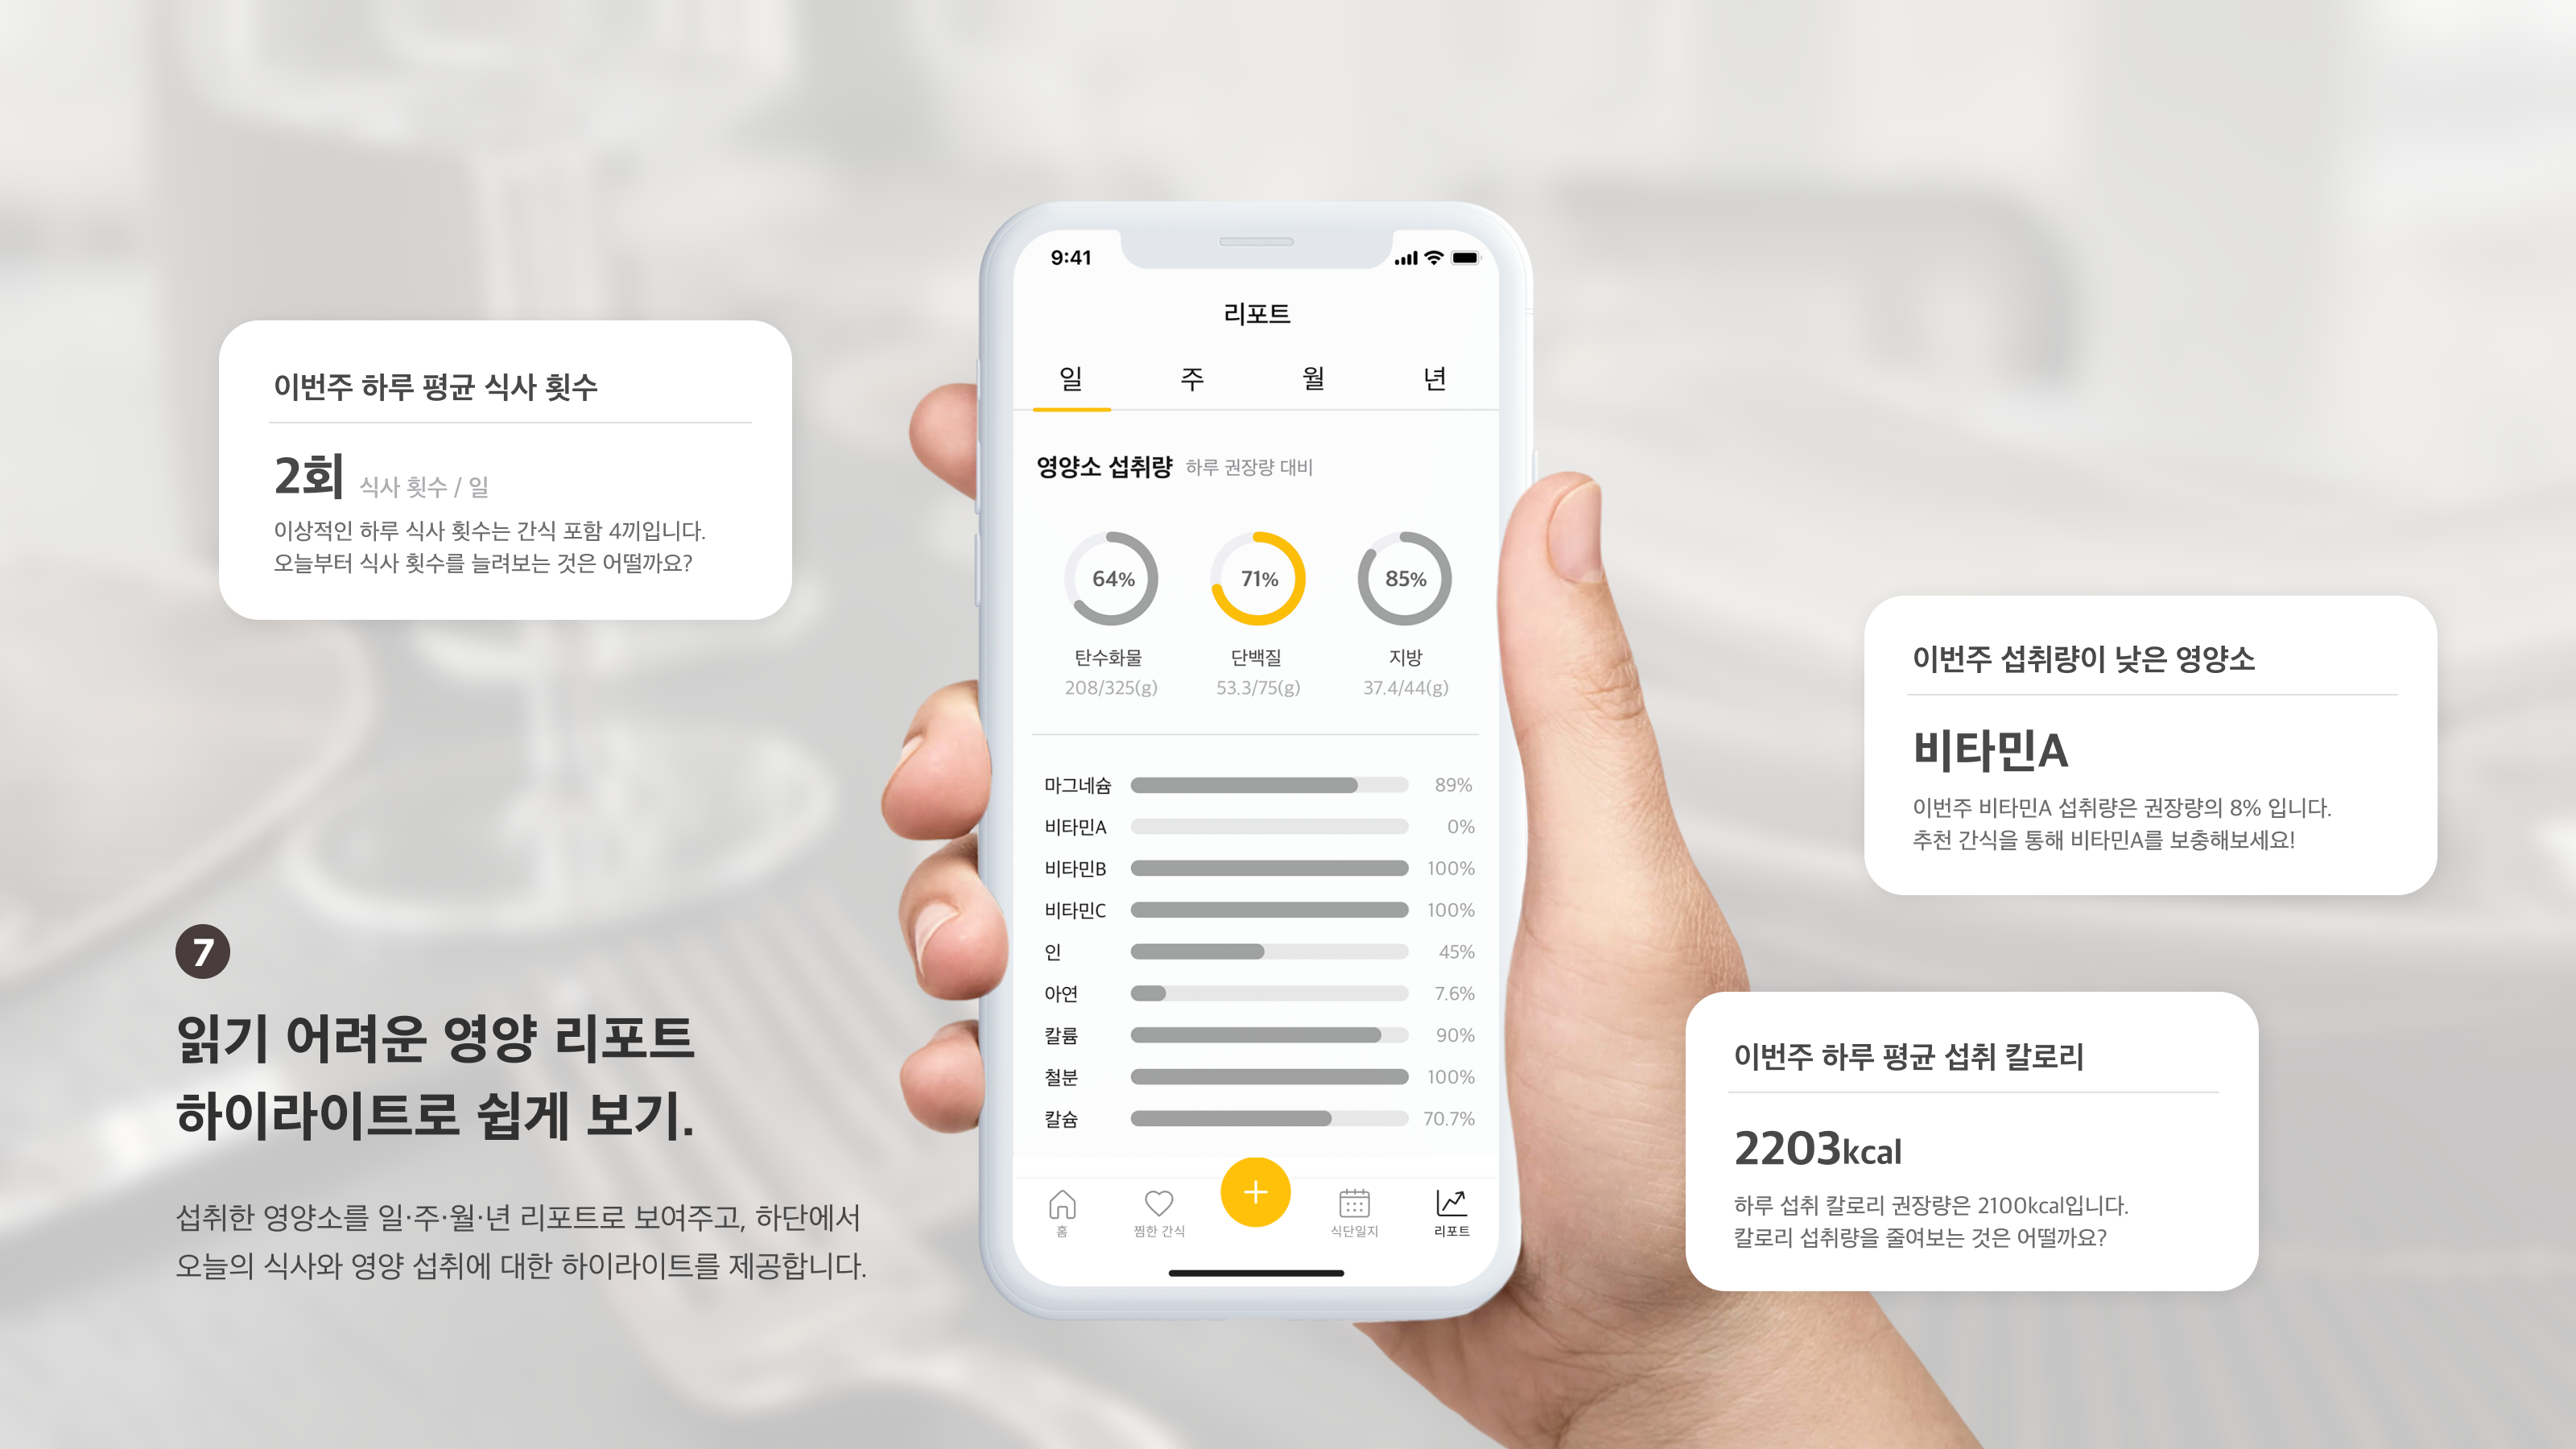 이번주 하루 평균 식사 횟수
2회 식사 횟수 / 일
이상적인 하루 식사 횟수는 간식 포함 4끼입니다.
오늘부터 식사 횟수를 늘려보는 것은 어떨까요?
7
읽기 어려운 영양 리포트
하이라이트로 쉽게 보기.
섭취한 영양소를 일·주·월·년 리포트로 보여주고, 하단에서
오늘의 식사와 영양 섭취에 대한 하이라이트를 제공합니다.
9:41
리포트
일 주 월 년
영양소 섭취량 하루 권장량 대비
64% 71% 85%
탄수화물 단백질 지방
208/325(g) 53.3/75(g) 37.4/44(g)
마그네슘 89%
비타민A 0%
비타민B 100%
비타민C 100%
인 45%
아연 7.6%
칼륨 90%
철분 100%
칼슘 70.7%
홈 찜한 간식 식단일지 리포트
이번주 섭취량이 낮은 영양소
비타민A
이번주 비타민A 섭취량은 권장량의 8% 입니다.
추천 간식을 통해 비타민A를 보충해보세요!
이번주 하루 평균 섭취 칼로리
2203kcal
하루 섭취 칼로리 권장량은 2100kcal입니다.
칼로리 섭취량을 줄여보는 것은 어떨까요?